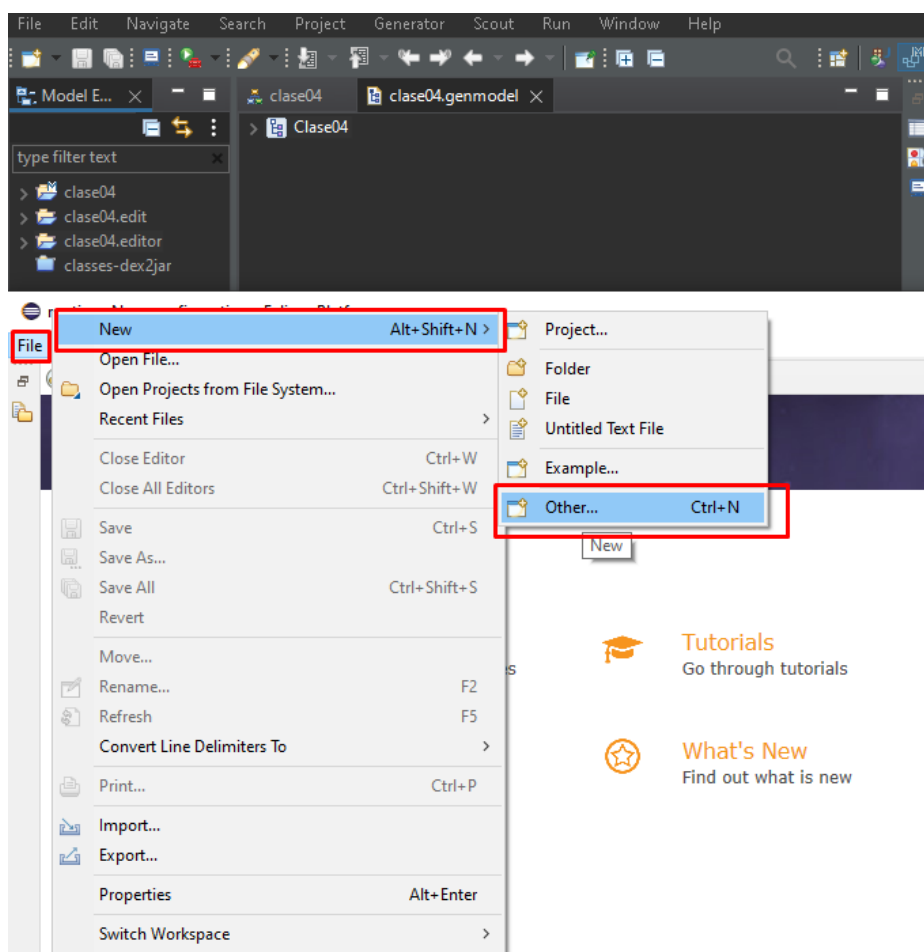 File Edit Navigate Search Project Generator Scout Run Window Help
Model E...
clase04
clase04.genmodel
type filter text
Clase04
clase04
clase04.edit
clase04.editor
classes-dex2jar
File
New Alt+Shift+N >
Open File...
Open Projects from File System...
Recent Files >
Close Editor Ctrl+W
Close All Editors Ctrl+Shift+W
Save Ctrl+S
Save As...
Save All Ctrl+Shift+S
Revert
Move...
Rename... F2
Refresh F5
Convert Line Delimiters To >
Print... Ctrl+P
Import...
Export...
Properties Alt+Enter
Switch Workspace >
Project...
Folder
File
Untitled Text File
Example...
Other... Ctrl+N
New
Tutorials
Go through tutorials
What's New
Find out what is new